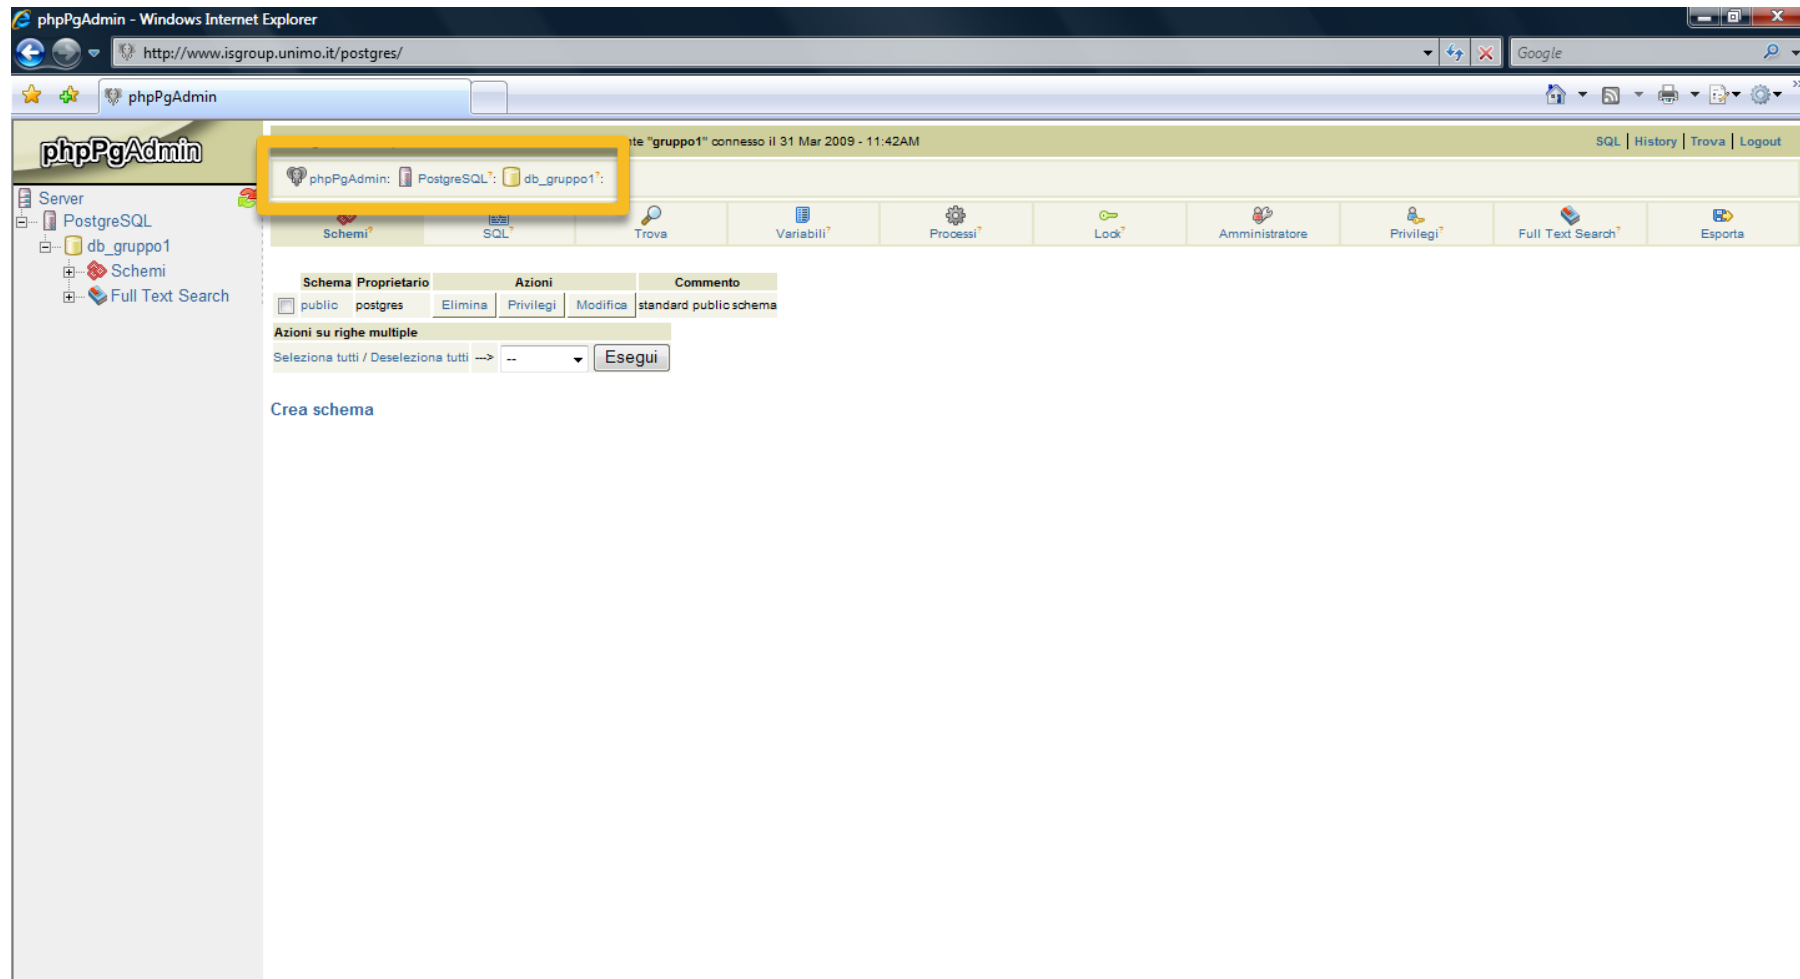 phpPgAdmin - Windows Internet Explorer
http://www.isgroup.unimo.it/postgres/
Google
phpPgAdmin
phpPgAdmin
"gruppo1" connesso il 31 Mar 2009 - 11:42AM
SQL | History | Trova | Logout
phpPgAdmin: PostgreSQL?: db_gruppo1?:
Server
PostgreSQL
db_gruppo1
Schemi
Full Text Search
Schemi? SQL? Trova Variabili? Processi? Lock? Amministratore Privilegi? Full Text Search? Esporta
Schema Proprietario Azioni Commento
public postgres Elimina Privilegi Modifica standard public schema
Azioni su righe multiple
Seleziona tutti / Deseleziona tutti ---> -- Esegui
Crea schema